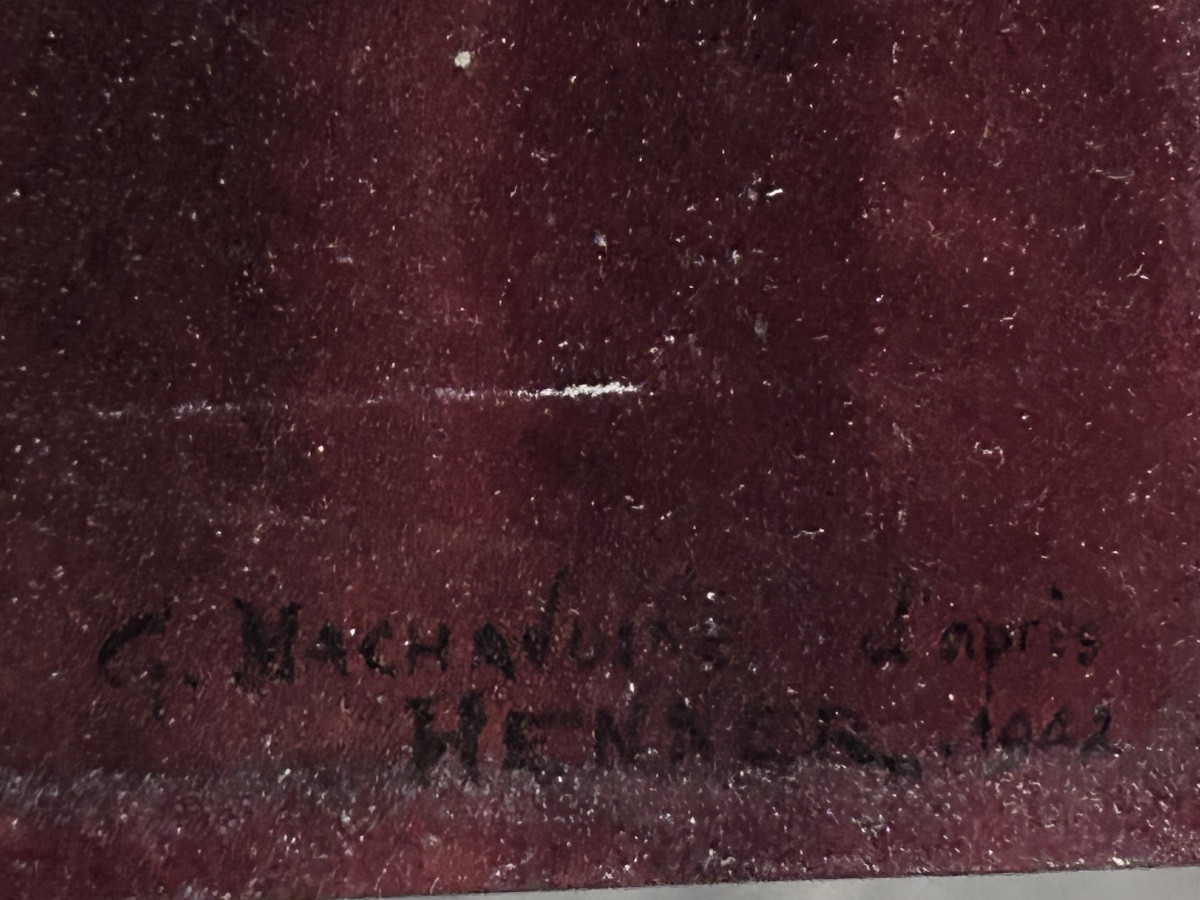 G. MACHAVOINE d'après
HENNER. 1942